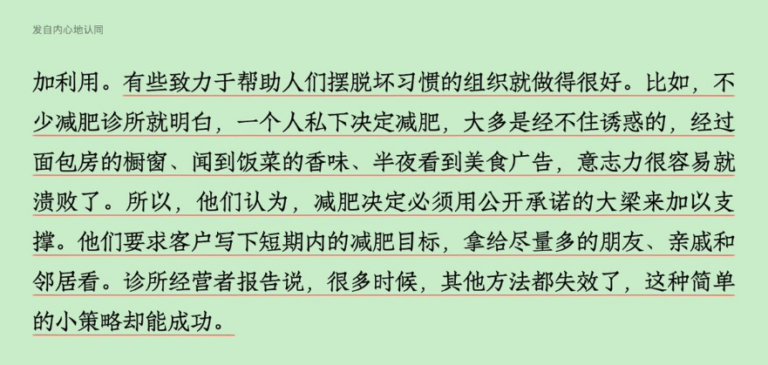 发自内心地认同
加利用。有些致力于帮助人们摆脱坏习惯的组织就做得很好。比如，不
少减肥诊所就明白，一个人私下决定减肥，大多是经不住诱惑的，经过
面包房的橱窗、闻到饭菜的香味、半夜看到美食广告，意志力很容易就
溃败了。所以，他们认为，减肥决定必须用公开承诺的大梁来加以支
撑。他们要求客户写下短期内的减肥目标，拿给尽量多的朋友、亲戚和
邻居看。诊所经营者报告说，很多时候，其他方法都失效了，这种简单
的小策略却能成功。